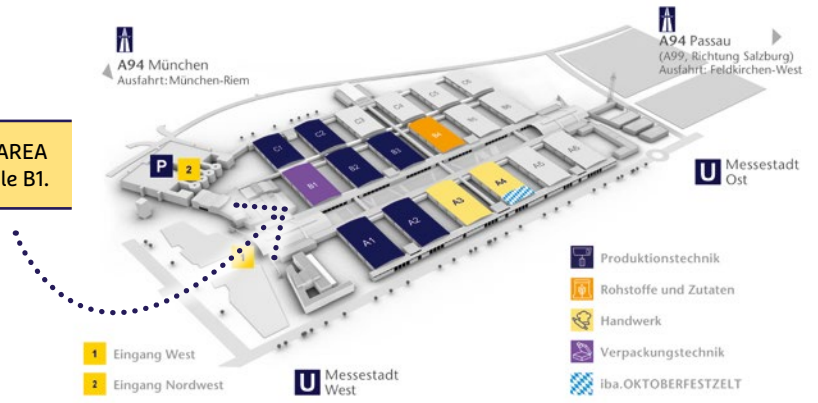 A94 München
Ausfahrt: München-Riem
A94 Passau
(A99, Richtung Salzburg)
Ausfahrt: Feldkirchen-West
AREA
le B1.
P
2
1
C1
C2
C3
C4
C5
C6
B1
B2
B3
B4
B5
B6
A1
A2
A3
A4
A5
A6
U Messestadt
Ost
Produktionstechnik
Rohstoffe und Zutaten
Handwerk
Verpackungstechnik
iba.OKTOBERFESTZELT
1 Eingang West
2 Eingang Nordwest
U Messestadt
West